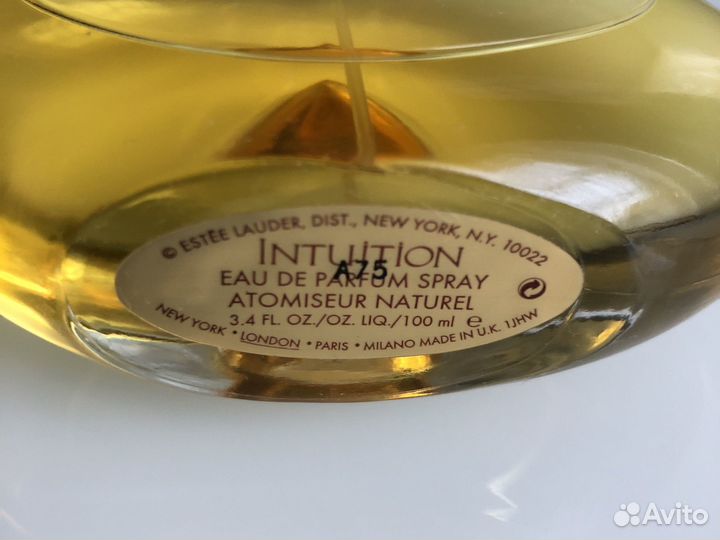 © ESTÉE LAUDER, DIST., NEW YORK, N.Y. 10022
INTUITION
A75
EAU DE PARFUM SPRAY
ATOMISEUR NATUREL
3.4 FL. OZ./OZ. LIQ./100 ml ℮
NEW YORK • LONDON • PARIS • MILANO MADE IN U.K. 1JHW
Avito